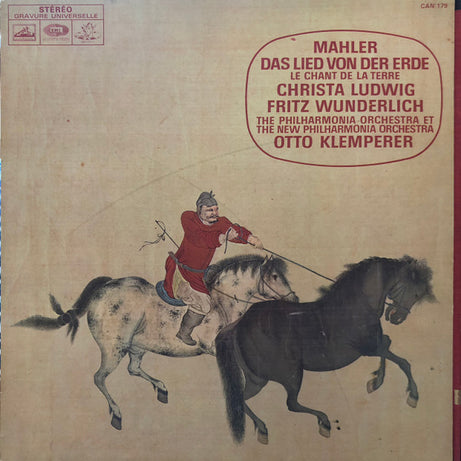 STÉRÉO
GRAVURE UNIVERSELLE
EMI
CAN 179
MAHLER
DAS LIED VON DER ERDE
LE CHANT DE LA TERRE
CHRISTA LUDWIG
FRITZ WUNDERLICH
THE PHILHARMONIA ORCHESTRA ET
THE NEW PHILHARMONIA ORCHESTRA
OTTO KLEMPERER